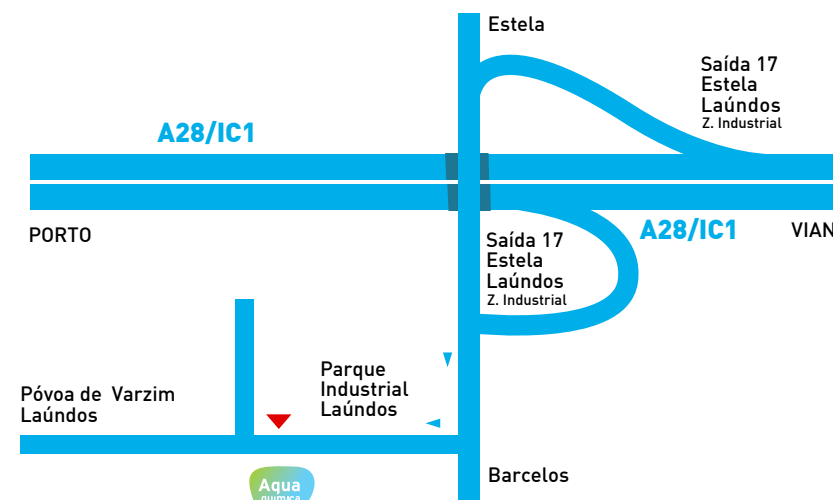 Estela
Saída 17
Estela
Laúndos
Z. Industrial
A28/IC1
PORTO
A28/IC1
VIAN
Saída 17
Estela
Laúndos
Z. Industrial
Parque
Industrial
Laúndos
Póvoa de Varzim
Laúndos
Barcelos
Aqua
química